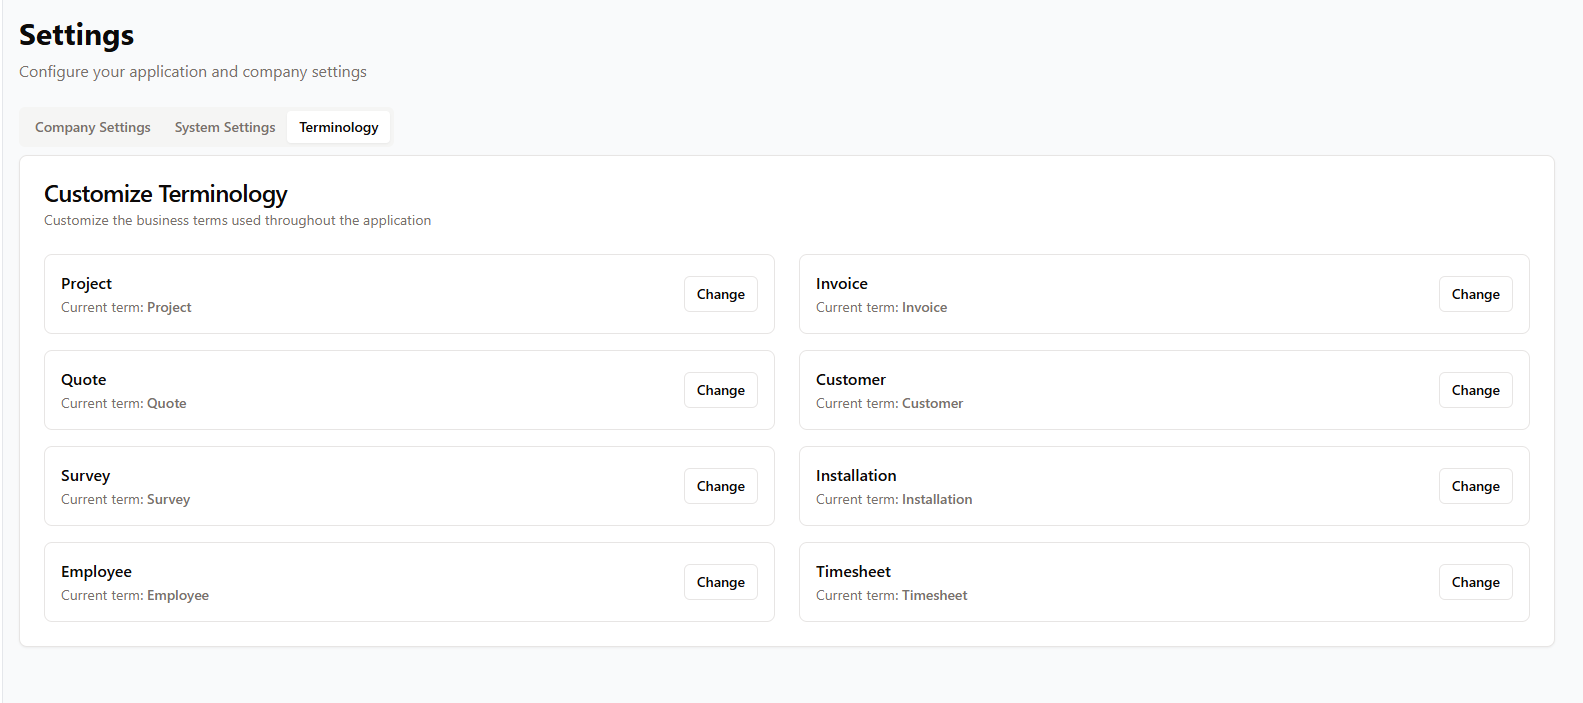 Settings
Configure your application and company settings
Company Settings
System Settings
Terminology
Customize Terminology
Customize the business terms used throughout the application
Project
Current term: Project
Change
Invoice
Current term: Invoice
Change
Quote
Current term: Quote
Change
Customer
Current term: Customer
Change
Survey
Current term: Survey
Change
Installation
Current term: Installation
Change
Employee
Current term: Employee
Change
Timesheet
Current term: Timesheet
Change